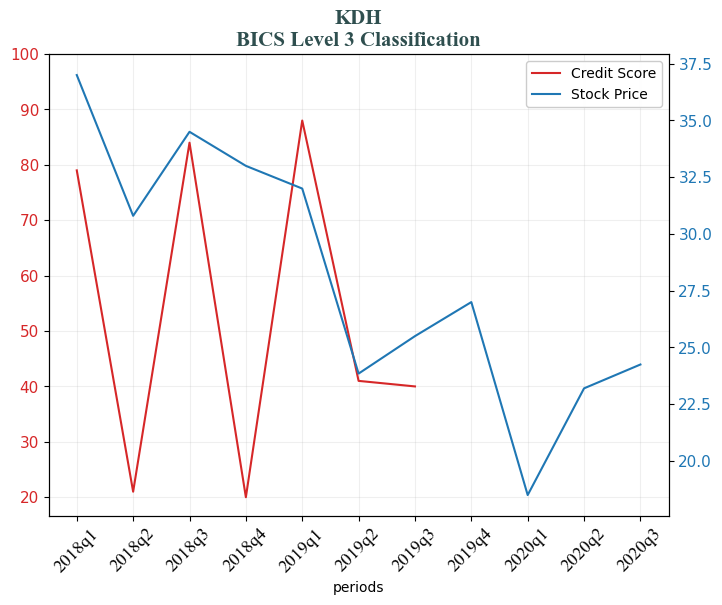 KDH
BICS Level 3 Classification
Credit Score
Stock Price
100
90
80
70
60
50
40
30
20
37.5
35.0
32.5
30.0
27.5
25.0
22.5
20.0
2018q1
2018q2
2018q3
2018q4
2019q1
2019q2
2019q3
2019q4
2020q1
2020q2
2020q3
periods